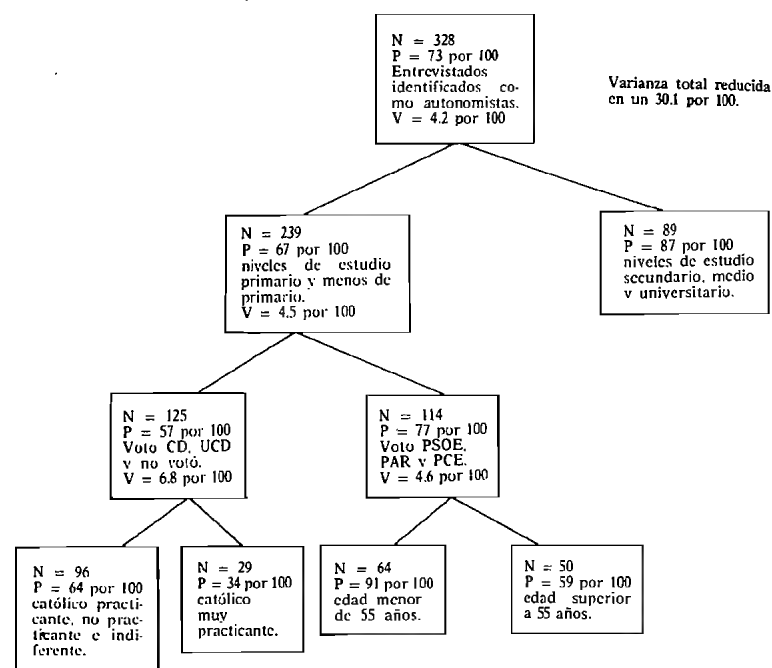 N = 328
P = 73 por 100
Entrevistados
identificados co-
mo autonomistas.
V = 4.2 por 100
Varianza total reducida
en un 30.1 por 100.
N = 239
P = 67 por 100
niveles de estudio
primario y menos de
primario.
V = 4.5 por 100
N = 89
P = 87 por 100
niveles de estudio
secundario, medio
y universitario.
N = 125
P = 57 por 100
Voto CD, UCD
y no votó.
V = 6.8 por 100
N = 114
P = 77 por 100
Voto PSOE,
PAR y PCE.
V = 4.6 por 100
N = 96
P = 64 por 100
católico practi-
cante, no prac-
ticante e indi-
ferente.
N = 29
P = 34 por 100
católico
muy
practicante.
N = 64
P = 91 por 100
edad menor
de 55 años.
N = 50
P = 59 por 100
edad superior
a 55 años.